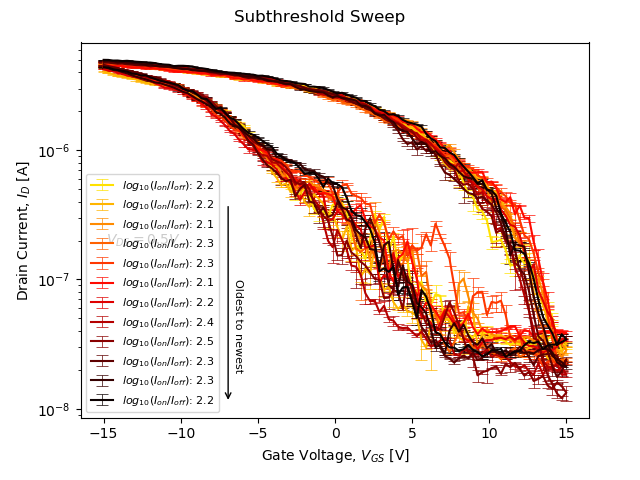 Subthreshold Sweep
Drain Current, $I_D$ [A]
10⁻⁶
10⁻⁷
10⁻⁸
$log_{10}(I_{on}/I_{off})$: 2.2
$log_{10}(I_{on}/I_{off})$: 2.2
$log_{10}(I_{on}/I_{off})$: 2.1
$log_{10}(I_{on}/I_{off})$: 2.3
$log_{10}(I_{on}/I_{off})$: 2.3
$log_{10}(I_{on}/I_{off})$: 2.1
$log_{10}(I_{on}/I_{off})$: 2.2
$log_{10}(I_{on}/I_{off})$: 2.4
$log_{10}(I_{on}/I_{off})$: 2.5
$log_{10}(I_{on}/I_{off})$: 2.3
$log_{10}(I_{on}/I_{off})$: 2.3
$log_{10}(I_{on}/I_{off})$: 2.2
Oldest to newest
−15 −10 −5 0 5 10 15
Gate Voltage, $V_{GS}$ [V]